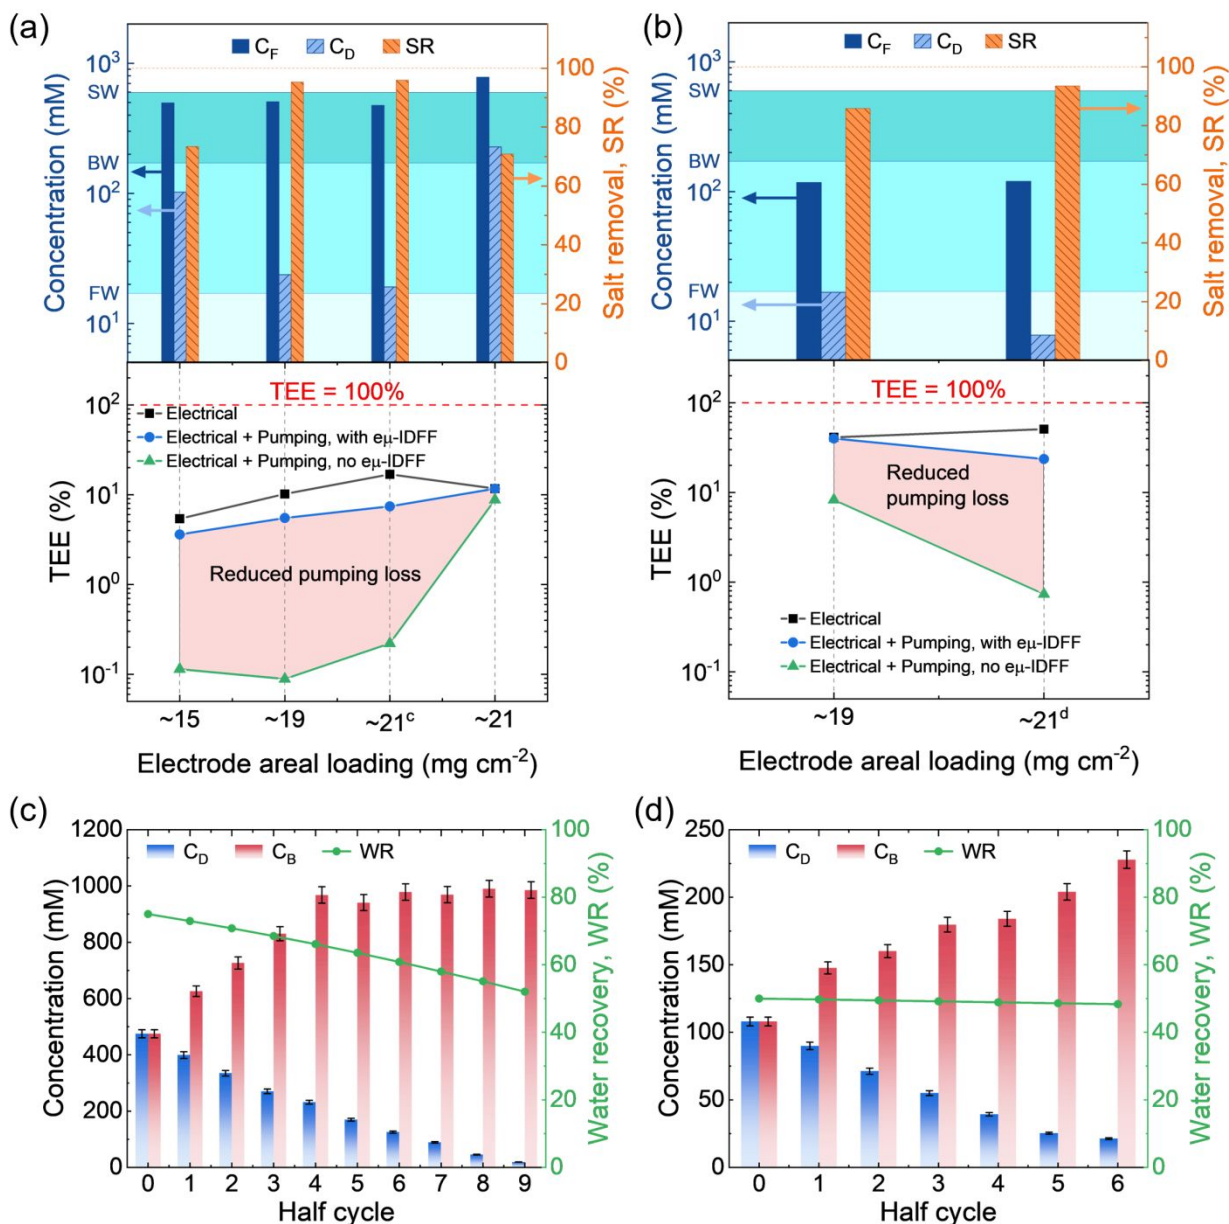 (a)
C_F C_D SR
Concentration (mM)
10³
SW
BW
10²
FW
10¹
100
80
60
40
20
0
Salt removal, SR (%)
TEE = 100%
Electrical
Electrical + Pumping, with eµ-IDFF
Electrical + Pumping, no eµ-IDFF
Reduced pumping loss
TEE (%)
10²
10¹
10⁰
10⁻¹
~15 ~19 ~21ᶜ ~21
Electrode areal loading (mg cm⁻²)
(b)
C_F C_D SR
Concentration (mM)
10³
SW
BW
10²
FW
10¹
100
80
60
40
20
0
Salt removal, SR (%)
TEE = 100%
Reduced
pumping loss
Electrical
Electrical + Pumping, with eµ-IDFF
Electrical + Pumping, no eµ-IDFF
TEE (%)
10²
10¹
10⁰
10⁻¹
~19 ~21ᵈ
Electrode areal loading (mg cm⁻²)
(c)
C_D C_B WR
Concentration (mM)
1200
1000
800
600
400
200
0
100
80
60
40
20
0
Water recovery, WR (%)
0 1 2 3 4 5 6 7 8 9
Half cycle
(d)
C_D C_B WR
Concentration (mM)
250
200
150
100
50
0
100
80
60
40
20
0
Water recovery, WR (%)
0 1 2 3 4 5 6
Half cycle